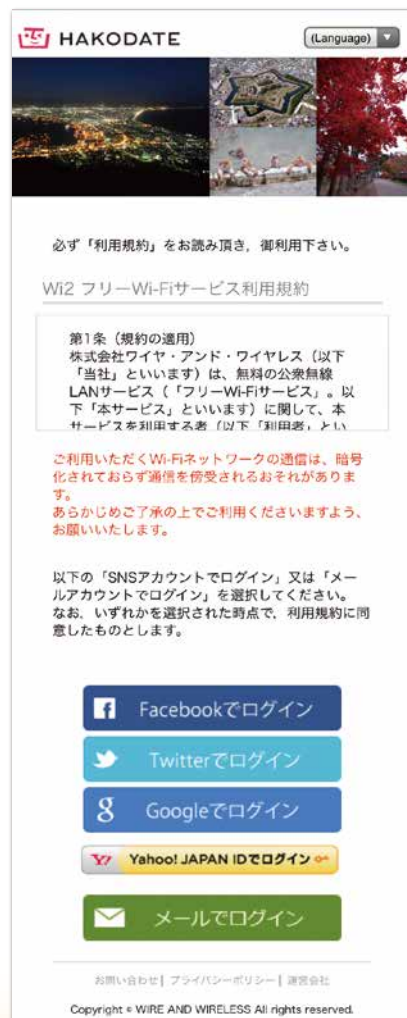 HAKODATE
(Language)
必ず「利用規約」をお読み頂き，御利用下さい。
Wi2 フリーWi-Fiサービス利用規約
第1条（規約の適用）
株式会社ワイヤ・アンド・ワイヤレス（以下
「当社」といいます）は、無料の公衆無線
LANサービス（「フリーWi-Fiサービス」。以
下「本サービス」といいます）に関して、本
サービスを利用する者（以下「利用者」とい
ご利用いただくWi-Fiネットワークの通信は、暗号
化されておらず通信を傍受されるおそれがありま
す。
あらかじめご了承の上でご利用くださいますよう、
お願いいたします。
以下の「SNSアカウントでログイン」又は「メー
ルアカウントでログイン」を選択してください。
なお，いずれかを選択された時点で，利用規約に同
意したものとします。
f Facebookでログイン
Twitterでログイン
g Googleでログイン
Y! Yahoo! JAPAN IDでログイン
メールでログイン
お問い合わせ| プライバシーポリシー| 運営会社
Copyright © WIRE AND WIRELESS All rights reserved.